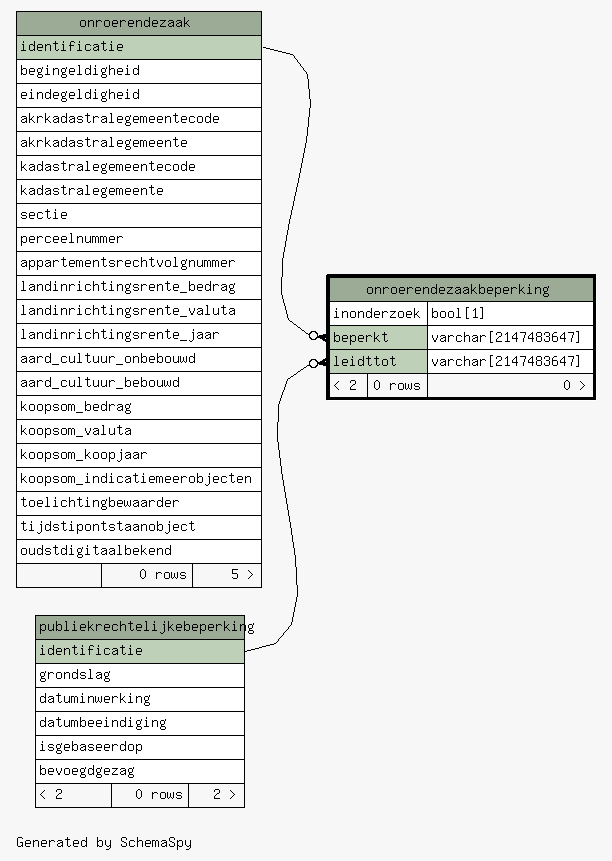 onroerendezaak
identificatie
begingeldigheid
eindegeldigheid
akrkadastralegemeentecode
akrkadastralegemeente
kadastralegemeentecode
kadastralegemeente
sectie
perceelnummer
appartementsrechtvolgnummer
landinrichtingsrente_bedrag
landinrichtingsrente_valuta
landinrichtingsrente_jaar
aard_cultuur_onbebouwd
aard_cultuur_bebouwd
koopsom_bedrag
koopsom_valuta
koopsom_koopjaar
koopsom_indicatiemeerobjecten
toelichtingbewaarder
tijdstipontstaanobject
oudstdigitaalbekend
0 rows 5 >
onroerendezaakbeperking
inonderzoek bool[1]
beperkt varchar[2147483647]
leidttot varchar[2147483647]
< 2 0 rows 0 >
publiekrechtelijkebeperking
identificatie
grondslag
datuminwerking
datumbeeindiging
isgebaseerdop
bevoegdgezag
< 2 0 rows 2 >
Generated by SchemaSpy